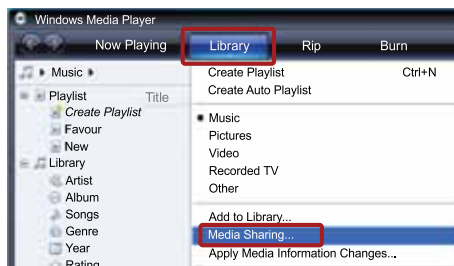 Windows Media Player
Now Playing Library Rip Burn
Music
Playlist Title
Create Playlist
Favour
New
Library
Artist
Album
Songs
Genre
Year
Rating
Create Playlist Ctrl+N
Create Auto Playlist
Music
Pictures
Video
Recorded TV
Other
Add to Library...
Media Sharing...
Apply Media Information Changes...